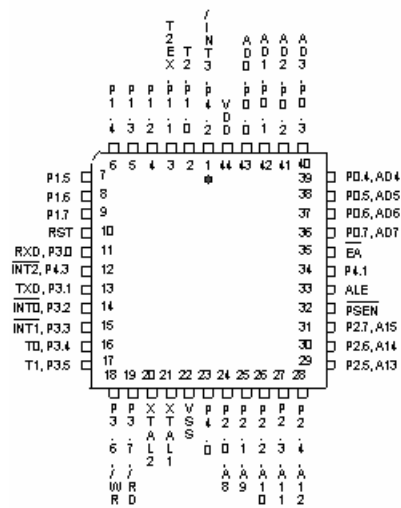 P1.4
P1.3
P1.2
T2EX, P1.1
T2, P1.0
/INT3, P4.2
VDD
AD0, P0.0
AD1, P0.1
AD2, P0.2
AD3, P0.3
6 5 4 3 2 1 44 43 42 41 40
P1.5 7
P1.6 8
P1.7 9
RST 10
RXD, P3.0 11
INT2, P4.3 12
TXD, P3.1 13
INT0, P3.2 14
INT1, P3.3 15
T0, P3.4 16
T1, P3.5 17
39 P0.4, AD4
38 P0.5, AD5
37 P0.6, AD6
36 P0.7, AD7
35 EA
34 P4.1
33 ALE
32 PSEN
31 P2.7, A15
30 P2.6, A14
29 P2.5, A13
18 19 20 21 22 23 24 25 26 27 28
P3.6, /WR
P3.7, /RD
XTAL2
XTAL1
VSS
P4.0
P2.0, A8
P2.1, A9
P2.2, A10
P2.3, A11
P2.4, A12